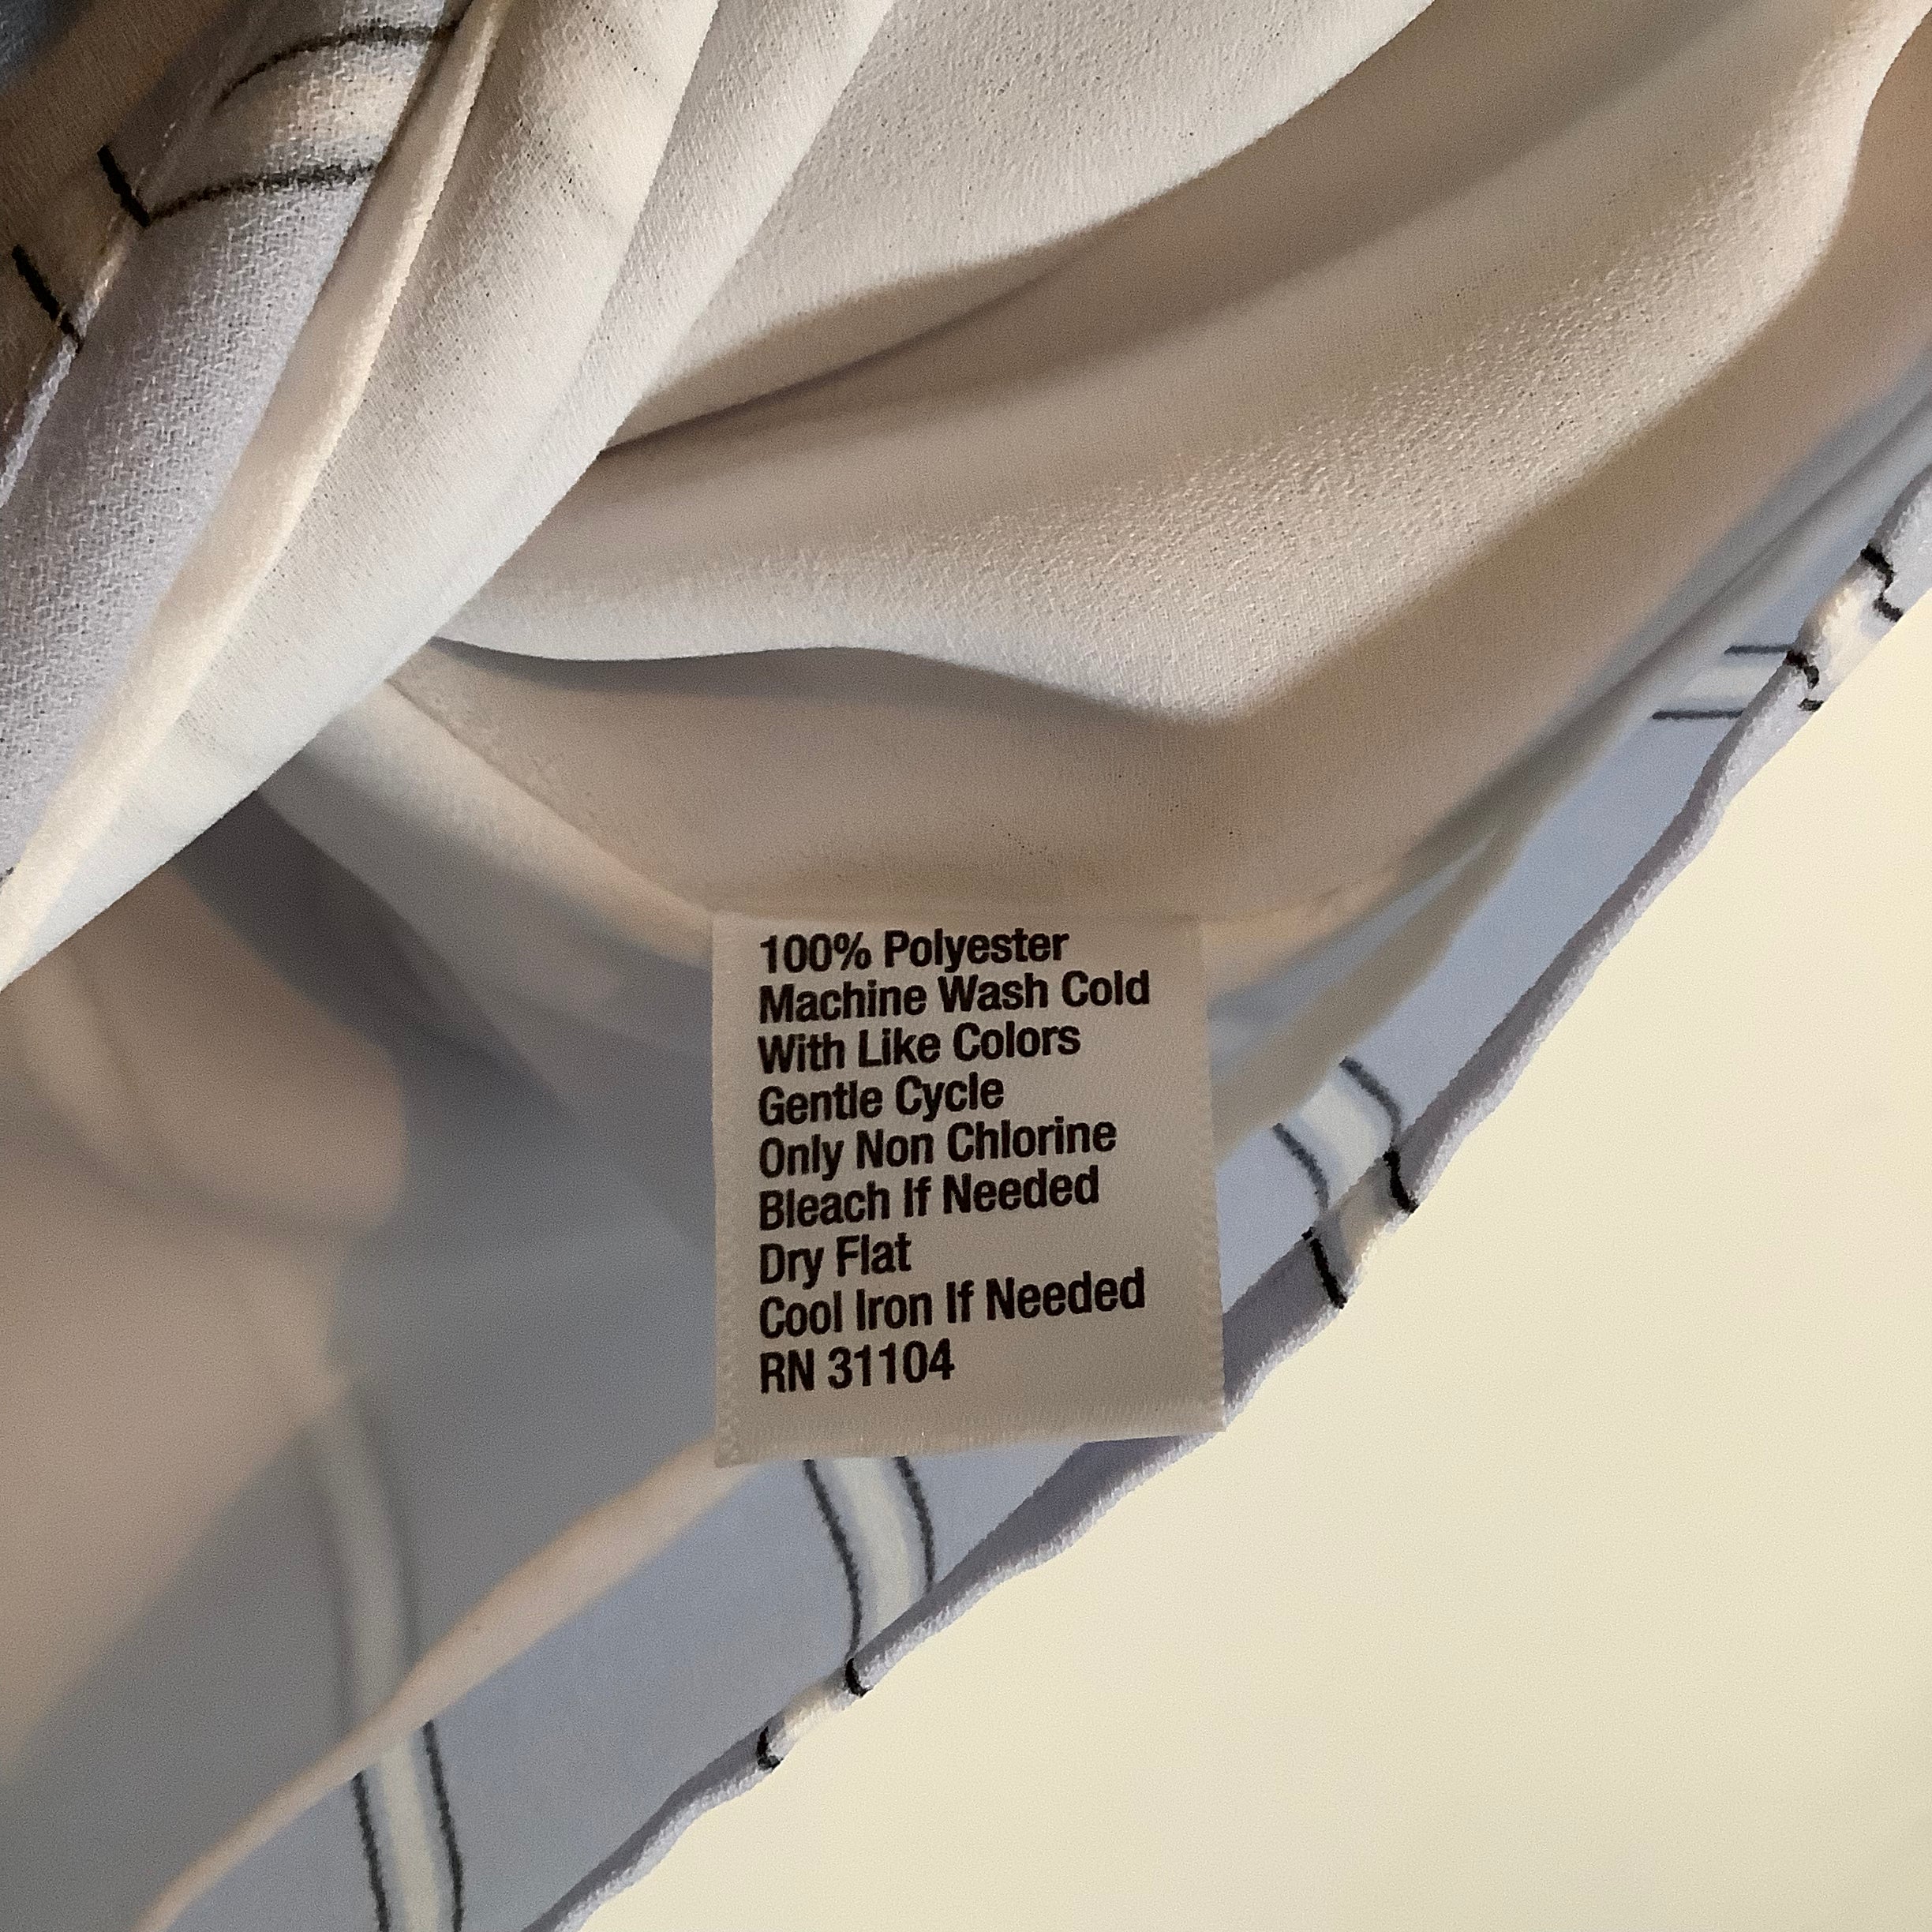 100% Polyester
Machine Wash Cold
With Like Colors
Gentle Cycle
Only Non Chlorine
Bleach If Needed
Dry Flat
Cool Iron If Needed
RN 31104